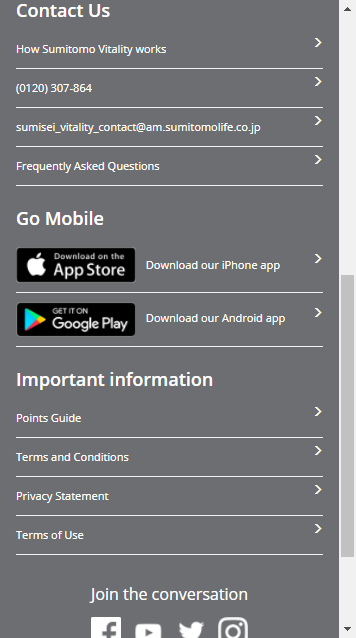 Contact Us
How Sumitomo Vitality works
(0120) 307-864
sumisei_vitality_contact@am.sumitomolife.co.jp
Frequently Asked Questions
Go Mobile
Download on the
App Store
Download our iPhone app
GET IT ON
Google Play
Download our Android app
Important information
Points Guide
Terms and Conditions
Privacy Statement
Terms of Use
Join the conversation